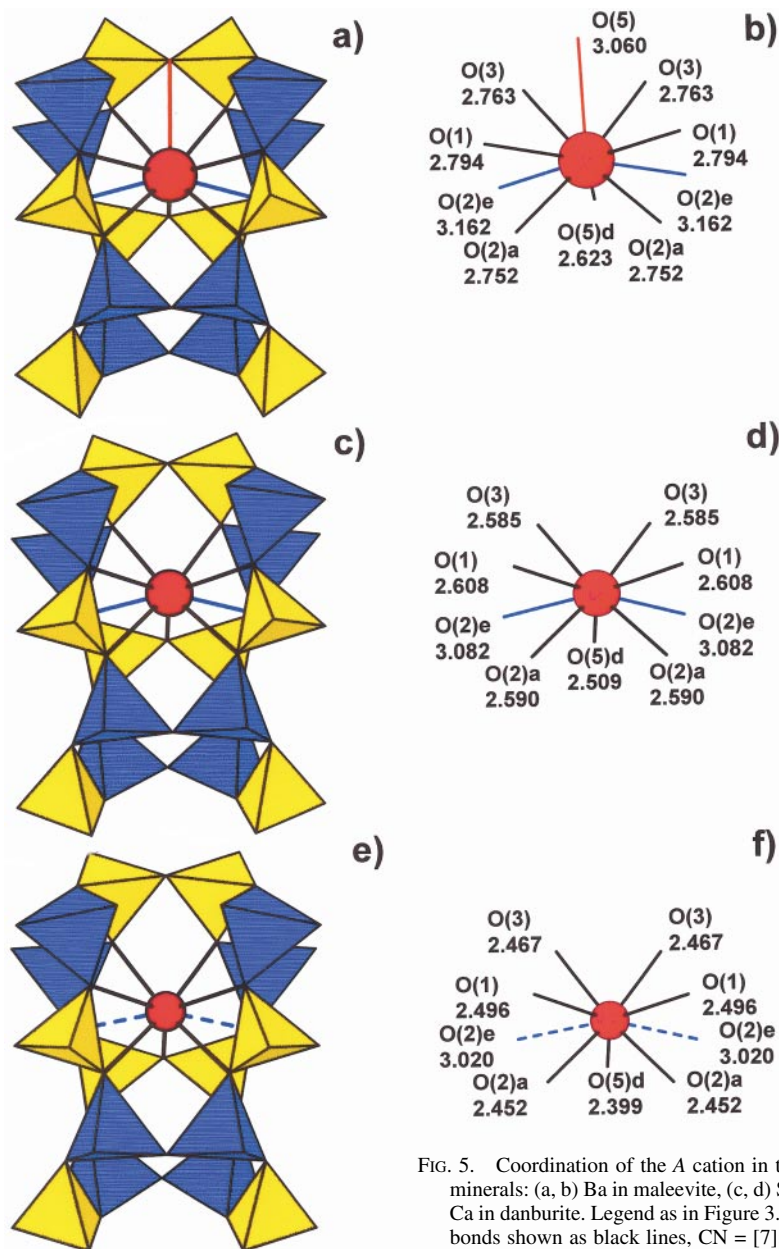 a)
b)
O(5)
3.060
O(3)
2.763
O(3)
2.763
O(1)
2.794
O(1)
2.794
O(2)e
3.162
O(2)e
3.162
O(2)a
2.752
O(5)d
2.623
O(2)a
2.752
c)
d)
O(3)
2.585
O(3)
2.585
O(1)
2.608
O(1)
2.608
O(2)e
3.082
O(2)e
3.082
O(2)a
2.590
O(5)d
2.509
O(2)a
2.590
e)
f)
O(3)
2.467
O(3)
2.467
O(1)
2.496
O(1)
2.496
O(2)e
3.020
O(2)e
3.020
O(2)a
2.452
O(5)d
2.399
O(2)a
2.452
FIG. 5. Coordination of the A cation in
minerals: (a, b) Ba in maleevite, (c, d)
Ca in danburite. Legend as in Figure 3.
bonds shown as black lines, CN = [7]